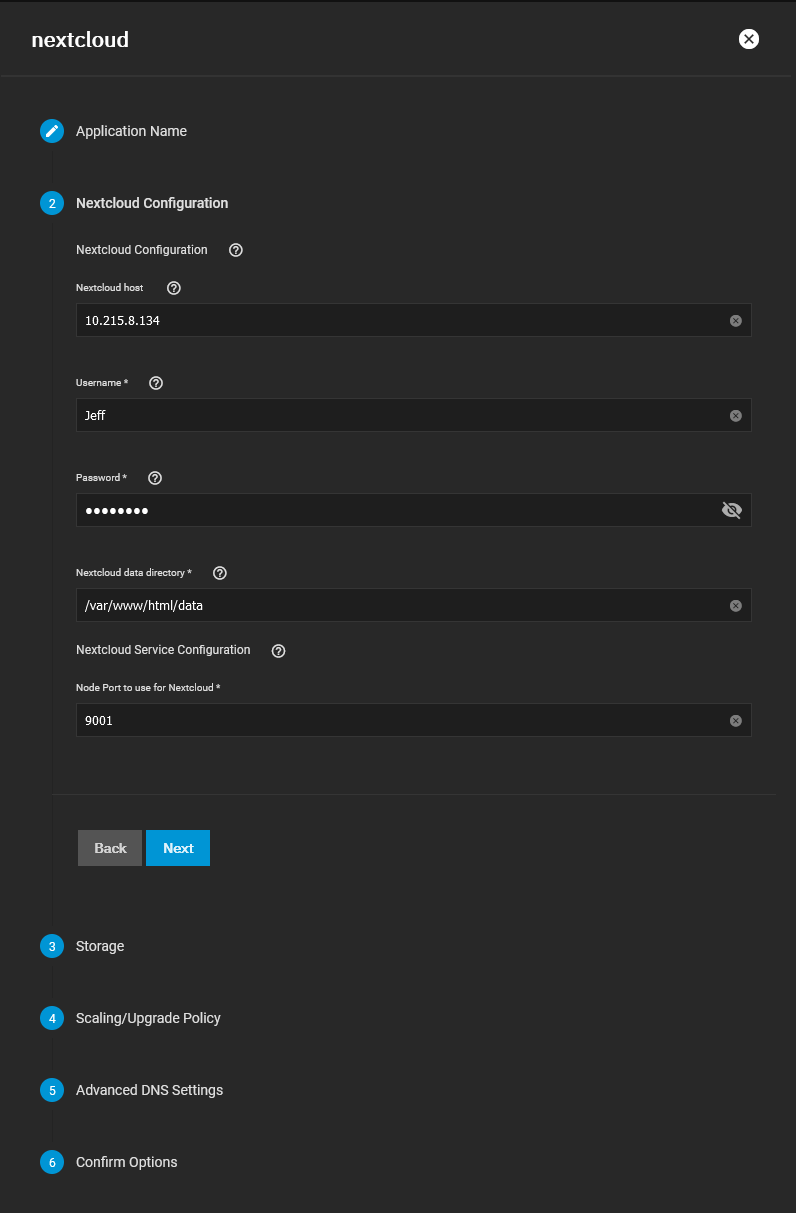 nextcloud
Application Name
2 Nextcloud Configuration
Nextcloud Configuration
Nextcloud host
10.215.8.134
Username *
Jeff
Password *
••••••••
Nextcloud data directory *
/var/www/html/data
Nextcloud Service Configuration
Node Port to use for Nextcloud *
9001
Back Next
3 Storage
4 Scaling/Upgrade Policy
5 Advanced DNS Settings
6 Confirm Options